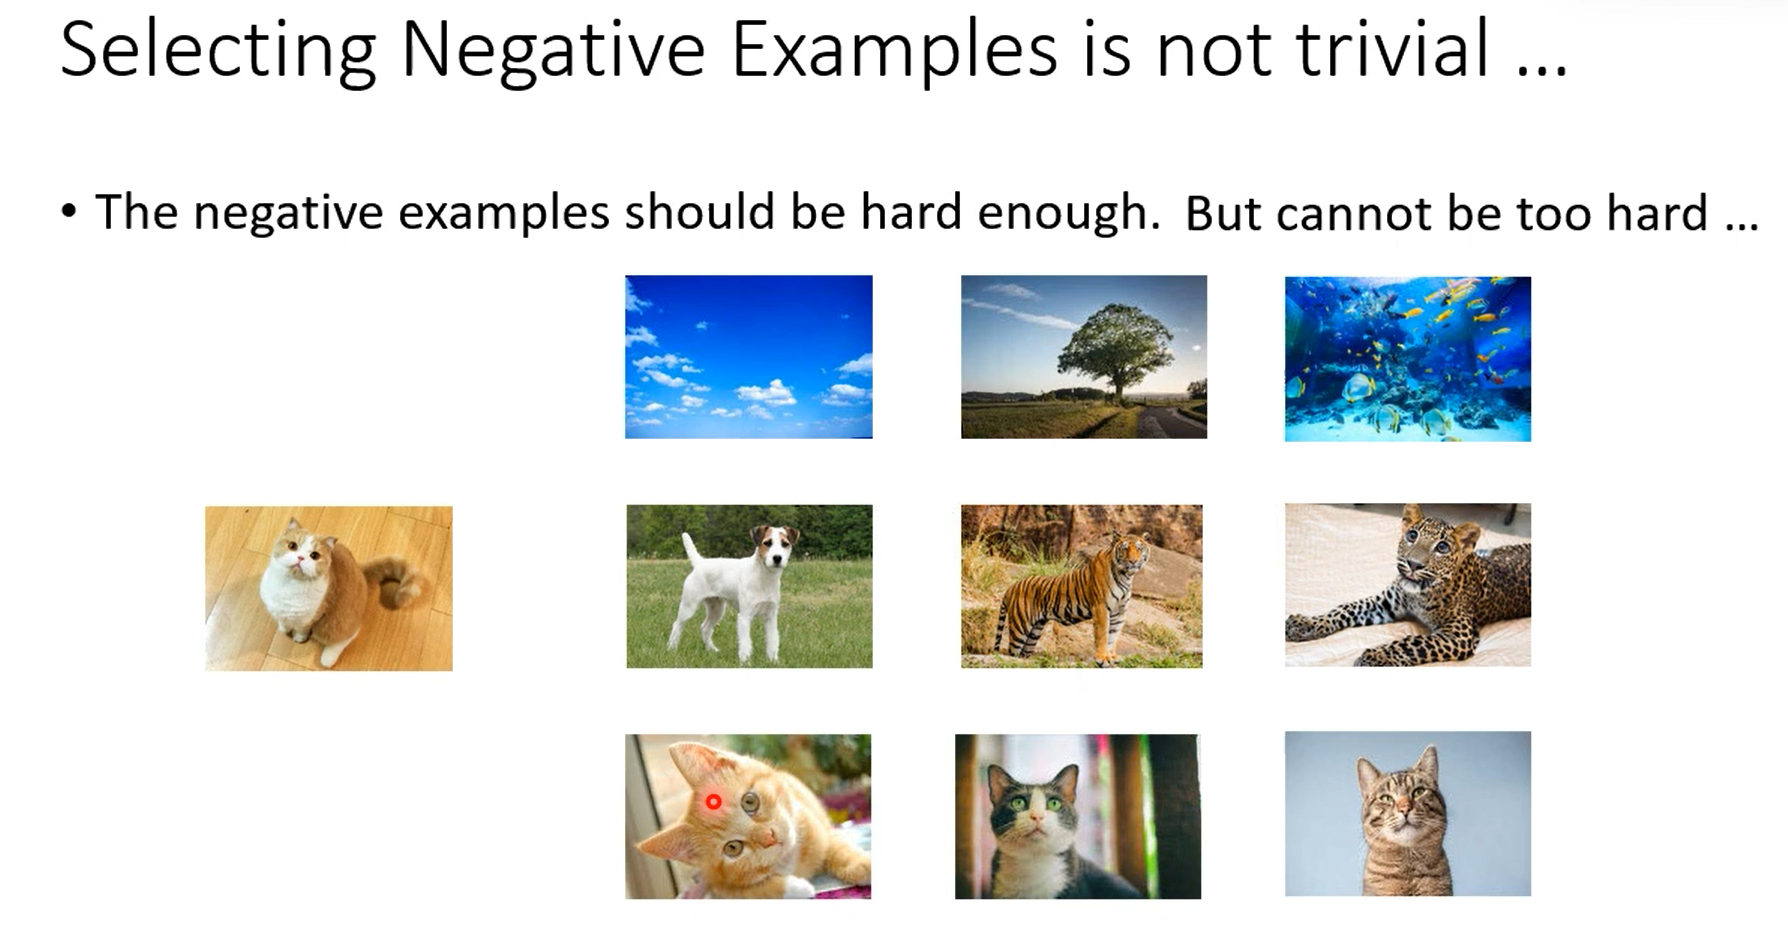 Selecting Negative Examples is not trivial ...
• The negative examples should be hard enough. But cannot be too hard ...